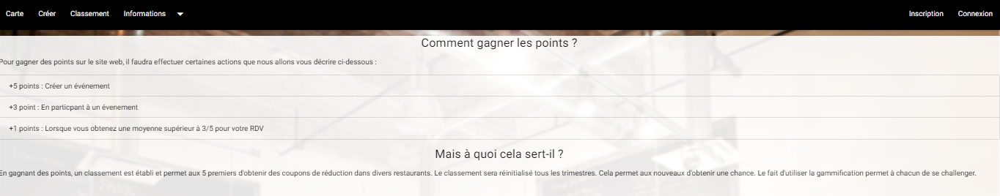 Carte Créer Classement Informations Inscription Connexion
Comment gagner les points ?
Pour gagner des points sur le site web, il faudra effectuer certaines actions que nous allons vous décrire ci-dessous :
+5 points : Créer un événement
+3 point : En particpant à un évenement
+1 points : Lorsque vous obtenez une moyenne supérieur à 3/5 pour votre RDV
Mais à quoi cela sert-il ?
En gagnant des points, un classement est établi et permet aux 5 premiers d'obtenir des coupons de réduction dans divers restaurants. Le classement sera réinitialisé tous les trimestres. Cela permet aux nouveaux d'obtenir une chance. Le fait d'utiliser la gammification permet à chacun de se challenger.